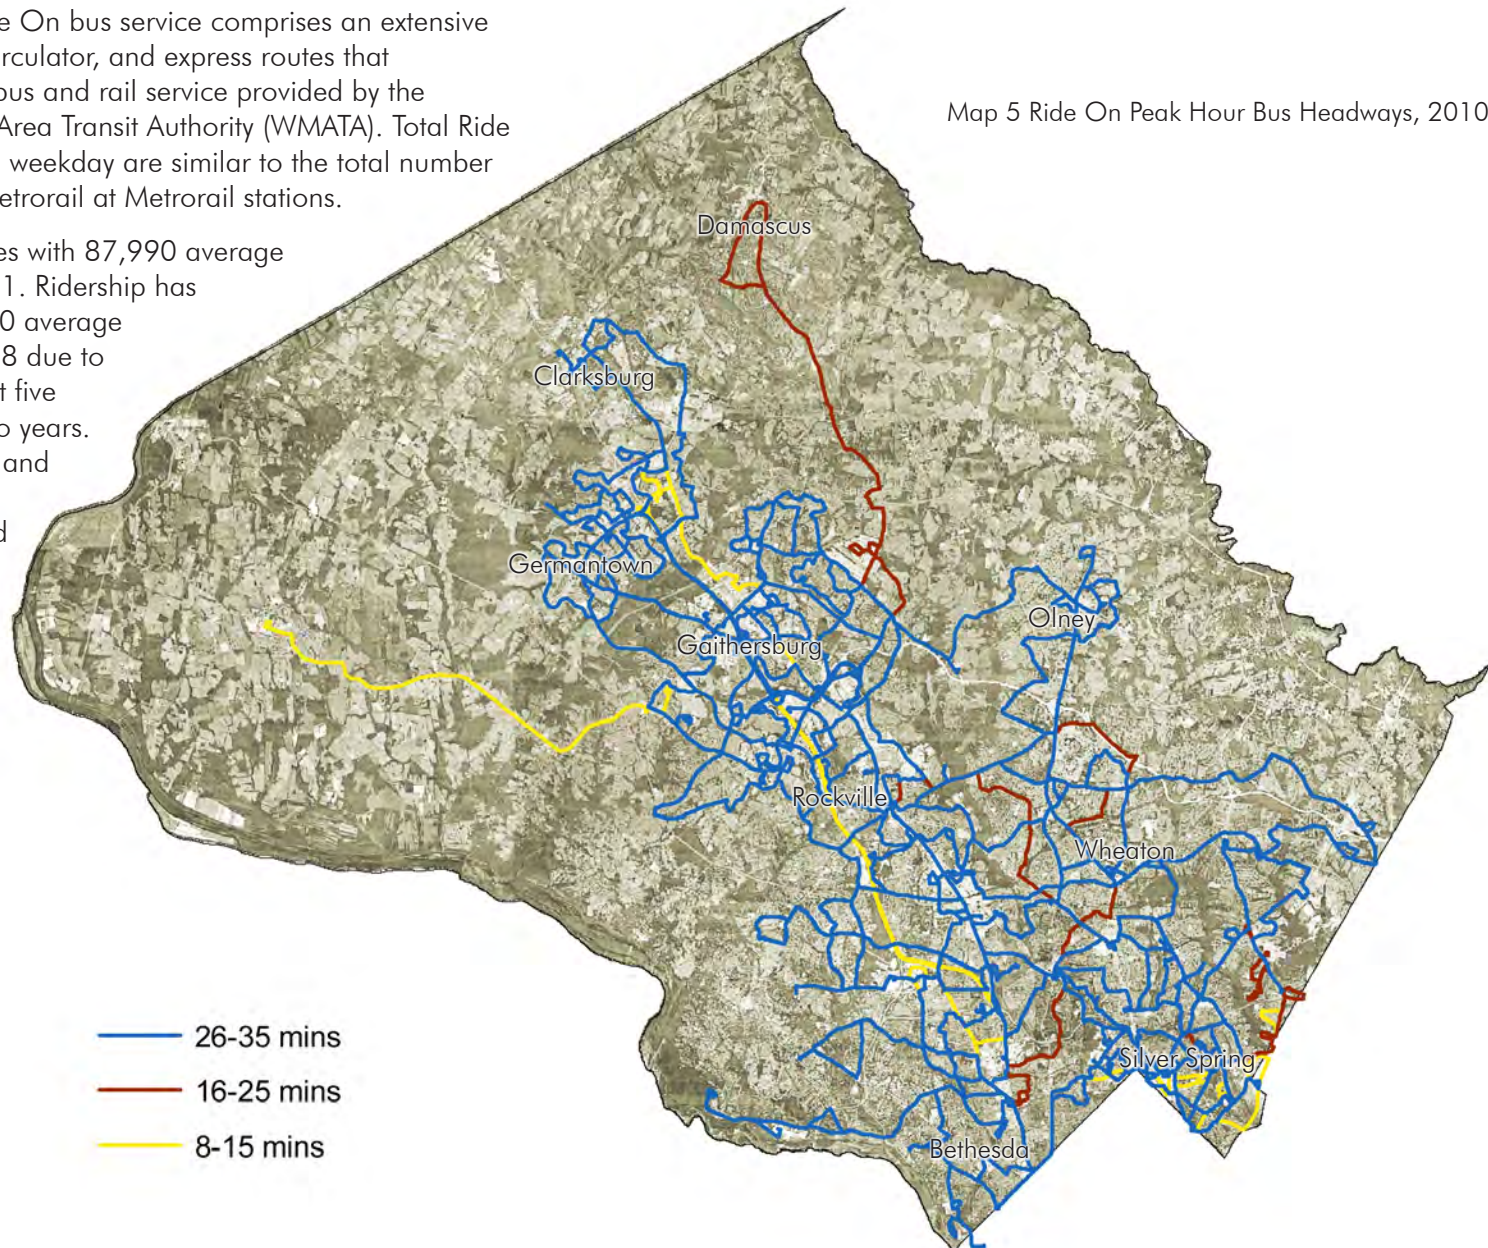 e On bus service comprises an extensive
rculator, and express routes that
bus and rail service provided by the
Area Transit Authority (WMATA). Total Ride
weekday are similar to the total number
etrorail at Metrorail stations.
es with 87,990 average
1. Ridership has
0 average
8 due to
t five
o years.
and
d
Map 5 Ride On Peak Hour Bus Headways, 2010
Damascus
Clarksburg
Germantown
Olney
Gaithersburg
Rockville
Wheaton
Silver Spring
Bethesda
26-35 mins
16-25 mins
8-15 mins